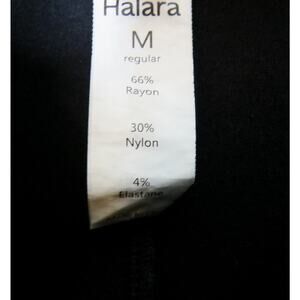 Halara
M
regular
66%
Rayon
30%
Nylon
4%
Elastane